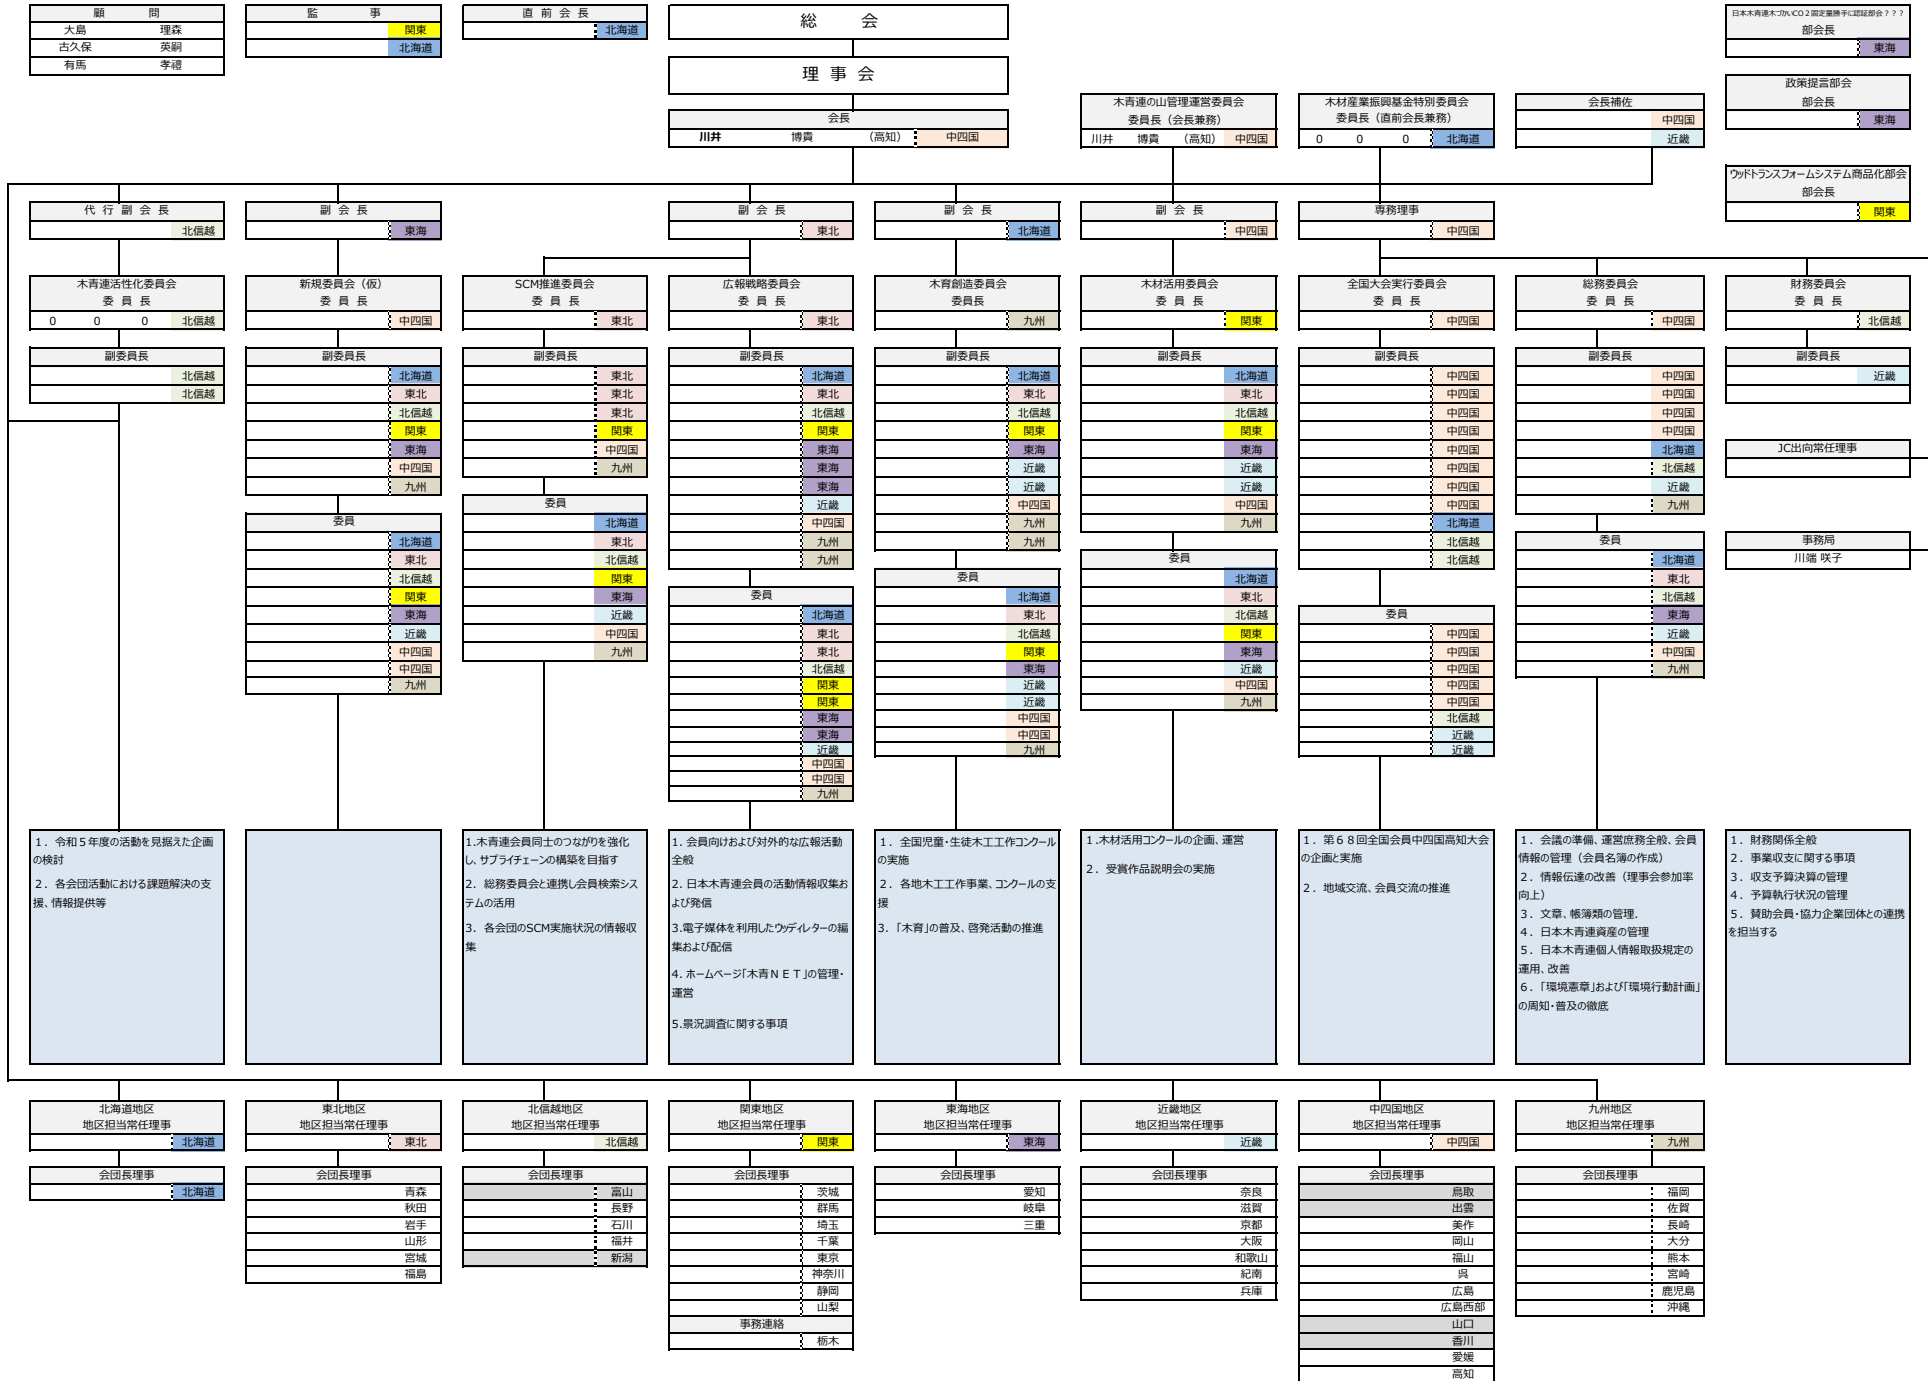 顧　　　問
大島　　　理森
古久保　　　英嗣
有馬　　　孝禮
監　　　事
関東
北海道
直 前 会 長
北海道
総　　会
理 事 会
会長
川井　　　博貴　　　（高知）　中四国
木青連の山管理運営委員会
委員長（会長兼務）
川井　博貴　（高知）　中四国
木材産業振興基金特別委員会
委員長（直前会長兼務）
0　0　0　北海道
会長補佐
中四国
近畿
日本木青連木づかいCO２固定量勝手に認証部会？？？
部会長
東海
政策提言部会
部会長
東海
ウッドトランスフォームシステム商品化部会
部会長
関東
代 行 副 会 長
北信越
副 会 長
東海
副 会 長
東北
副 会 長
北海道
副 会 長
中四国
専務理事
中四国
木青連活性化委員会
委 員 長
0　0　0　北信越
副委員長
北信越
北信越
新規委員会（仮）
委 員 長
中四国
副委員長
北海道
東北
北信越
関東
東海
中四国
九州
委員
北海道
東北
北信越
関東
東海
近畿
中四国
中四国
九州
SCM推進委員会
委 員 長
東北
副委員長
東北
東北
東北
関東
中四国
九州
委員
北海道
東北
北信越
関東
東海
近畿
中四国
九州
広報戦略委員会
委 員 長
東北
副委員長
北海道
東北
北信越
関東
東海
東海
東海
近畿
中四国
九州
九州
委員
北海道
東北
東北
北信越
関東
関東
東海
東海
近畿
中四国
中四国
九州
木育創造委員会
委員長
九州
副委員長
北海道
東北
北信越
関東
東海
近畿
近畿
中四国
九州
九州
委員
北海道
東北
北信越
関東
東海
近畿
近畿
中四国
中四国
九州
木材活用委員会
委 員 長
関東
副委員長
北海道
東北
北信越
関東
東海
近畿
近畿
中四国
九州
委員
北海道
東北
北信越
関東
東海
近畿
中四国
九州
全国大会実行委員会
委 員 長
中四国
副委員長
中四国
中四国
中四国
中四国
中四国
中四国
中四国
中四国
北海道
北信越
北信越
委員
中四国
中四国
中四国
中四国
中四国
北信越
近畿
近畿
総務委員会
委 員 長
中四国
副委員長
中四国
中四国
中四国
中四国
北海道
北信越
近畿
九州
委員
北海道
東北
北信越
東海
近畿
中四国
九州
財務委員会
委 員 長
北信越
副委員長
近畿
JC出向常任理事
事務局
川端 咲子
１．令和５年度の活動を見据えた企画
の検討
２．各会団活動における課題解決の支
援、情報提供等
1.木青連会員同士のつながりを強化
し、サプライチェーンの構築を目指す
２．総務委員会と連携し会員検索シス
テムの活用
３．各会団のSCM実施状況の情報収
集
１．会員向けおよび対外的な広報活動
全般
２．日本木青連会員の活動情報収集お
よび発信
３.電子媒体を利用したウッディレターの編
集および配信
４．ホームページ「木青ＮＥＴ」の管理・
運営
５.景況調査に関する事項
１．全国児童・生徒木工工作コンクール
の実施
２．各地木工工作事業、コンクールの支
援
３．「木育」の普及、啓発活動の推進
１.木材活用コンクールの企画、運営
２．受賞作品説明会の実施
１．第６８回全国会員中四国高知大会
の企画と実施
２．地域交流、会員交流の推進
１．会議の準備、運営庶務全般、会員
情報の管理（会員名簿の作成）
２．情報伝達の改善（理事会参加率
向上）
３．文章、帳簿類の管理.
４．日本木青連資産の管理
５．日本木青連個人情報取扱規定の
運用、改善
６．「環境憲章」および「環境行動計画」
の周知・普及の徹底
１．財務関係全般
２．事業収支に関する事項
３．収支予算決算の管理
４．予算執行状況の管理
５．賛助会員・協力企業団体との連携
を担当する
北海道地区
地区担当常任理事
北海道
会団長理事
北海道
東北地区
地区担当常任理事
東北
会団長理事
青森
秋田
岩手
山形
宮城
福島
北信越地区
地区担当常任理事
北信越
会団長理事
富山
長野
石川
福井
新潟
関東地区
地区担当常任理事
関東
会団長理事
茨城
群馬
埼玉
千葉
東京
神奈川
静岡
山梨
事務連絡
栃木
東海地区
地区担当常任理事
東海
会団長理事
愛知
岐阜
三重
近畿地区
地区担当常任理事
近畿
会団長理事
奈良
滋賀
京都
大阪
和歌山
紀南
兵庫
中四国地区
地区担当常任理事
中四国
会団長理事
鳥取
出雲
美作
岡山
福山
呉
広島
広島西部
山口
香川
愛媛
高知
九州地区
地区担当常任理事
九州
会団長理事
福岡
佐賀
長崎
大分
熊本
宮崎
鹿児島
沖縄